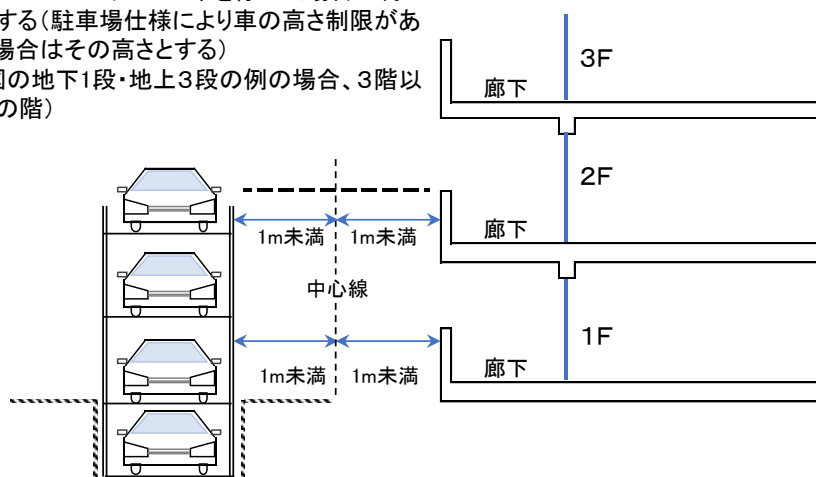 する(駐車場仕様により車の高さ制限があ
場合はその高さとする)
の地下1段・地上3段の例の場合、3階以
の階)
3F
廊下
2F
1m未満 1m未満
廊下
中心線
1F
1m未満 1m未満
廊下